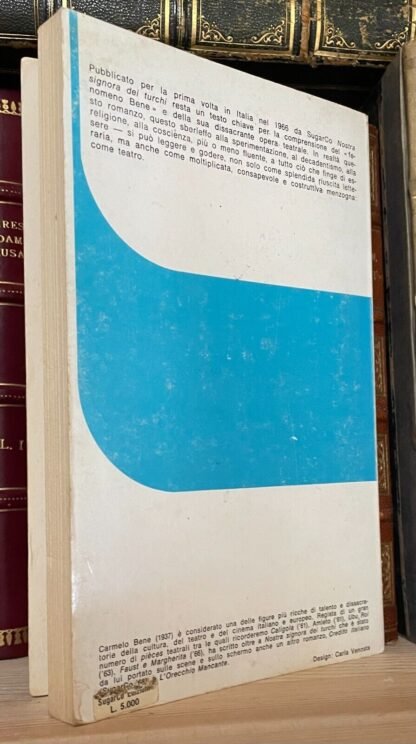 Pubblicato per la prima volta in Italia nel 1966 da SugarCo Nostra
signora dei turchi resta un testo chiave per la comprensione del « fe-
nomeno Bene » e della sua dissacrante opera teatrale. In realtà que-
sto romanzo, questo sberleffo alla sperimentazione, al decadentismo, alla
religione, alla coscienza, più o meno fluente, a tutto ciò che finge di es-
sere — si può leggere e godere, non solo come splendida riuscita lette-
raria, ma anche come moltiplicata, consapevole e costruttiva menzogna:
come teatro.
Carmelo Bene (1937) è considerato una delle figure più ricche di talento e dissacra-
torie della cultura, del teatro e del cinema italiano e europeo. Regista di un gran
numero di pièces teatrali tra le quali ricorderemo Caligola ('61), Amleto ('61), Ubu Roi
('63), Faust e Margherita ('66), ha scritto oltre a Nostra signora dei turchi che è stato
da lui portato sulle scene e sullo schermo anche un altro romanzo, Credito italiano
e L'Orecchio Mancante.
Design: Carla Vennata
L. 5.000
L. I